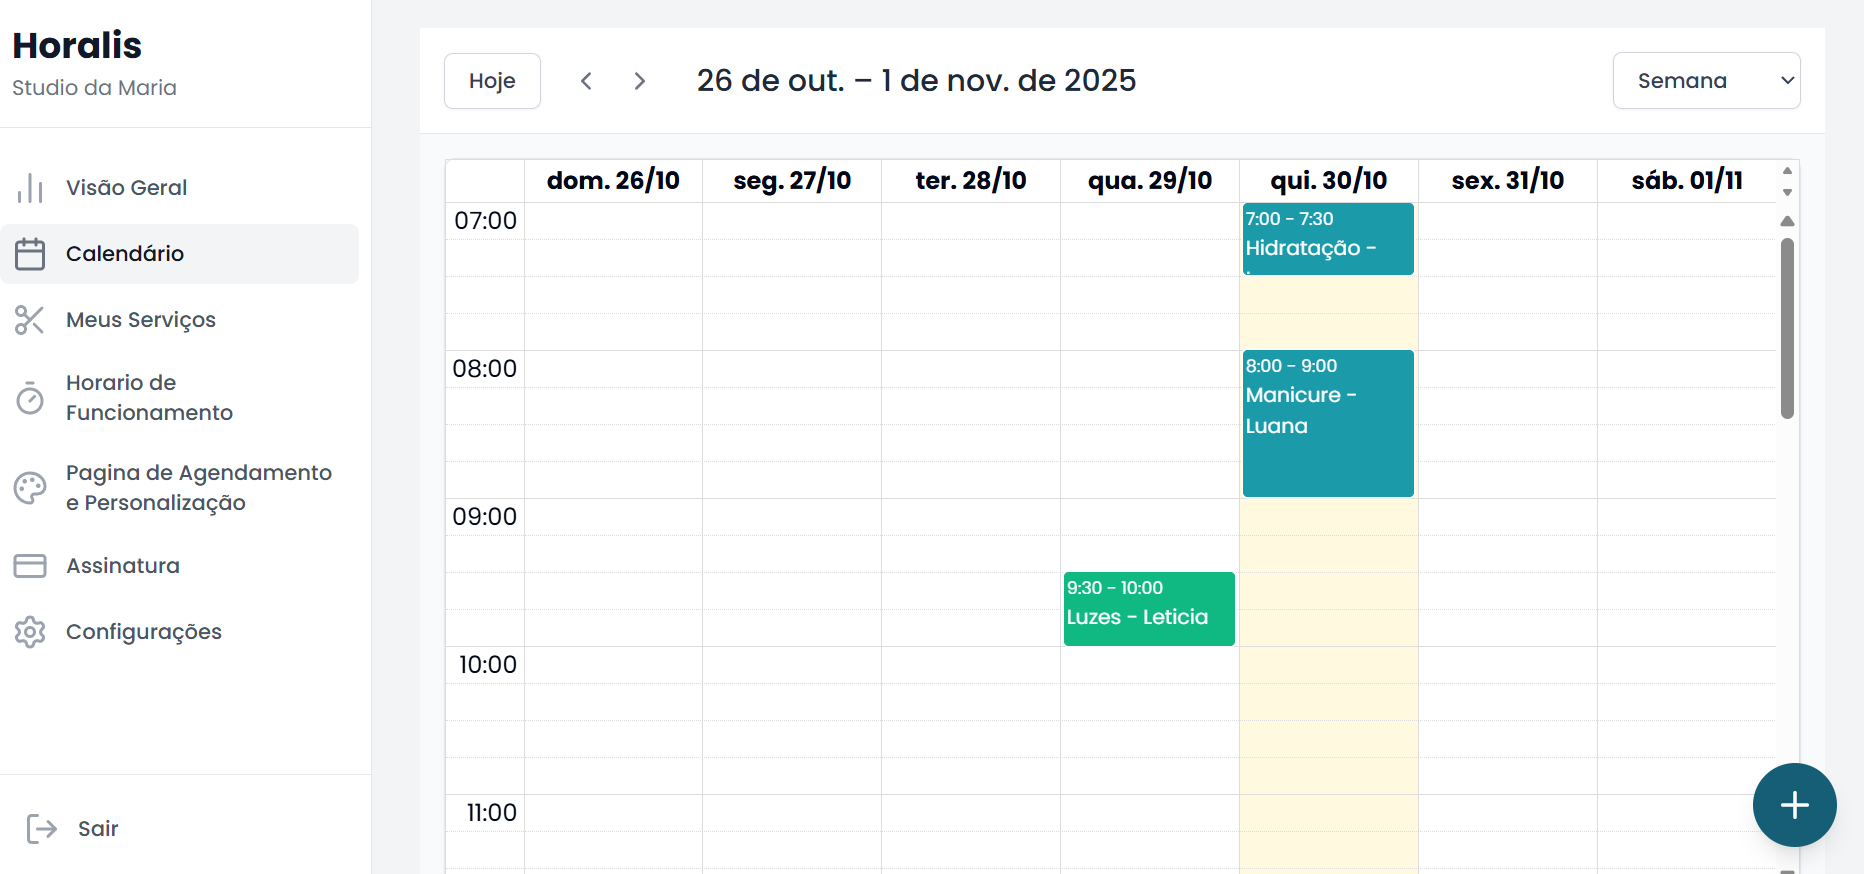 Horalis
Studio da Maria
Visão Geral
Calendário
Meus Serviços
Horario de
Funcionamento
Pagina de Agendamento
e Personalização
Assinatura
Configurações
Sair
Hoje
26 de out. – 1 de nov. de 2025
Semana
dom. 26/10
seg. 27/10
ter. 28/10
qua. 29/10
qui. 30/10
sex. 31/10
sáb. 01/11
07:00
7:00 - 7:30
Hidratação -
08:00
8:00 - 9:00
Manicure -
Luana
09:00
9:30 - 10:00
Luzes - Leticia
10:00
11:00